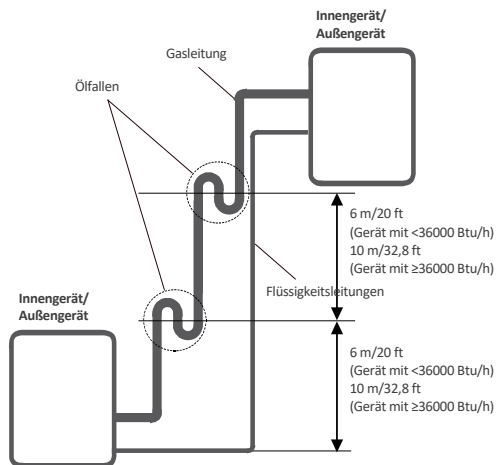 Innengerät/
Außengerät
Gasleitung
Ölfallen
6 m/20 ft
(Gerät mit <36000 Btu/h)
10 m/32,8 ft
(Gerät mit ≥36000 Btu/h)
Flüssigkeitsleitungen
Innengerät/
Außengerät
6 m/20 ft
(Gerät mit <36000 Btu/h)
10 m/32,8 ft
(Gerät mit ≥36000 Btu/h)